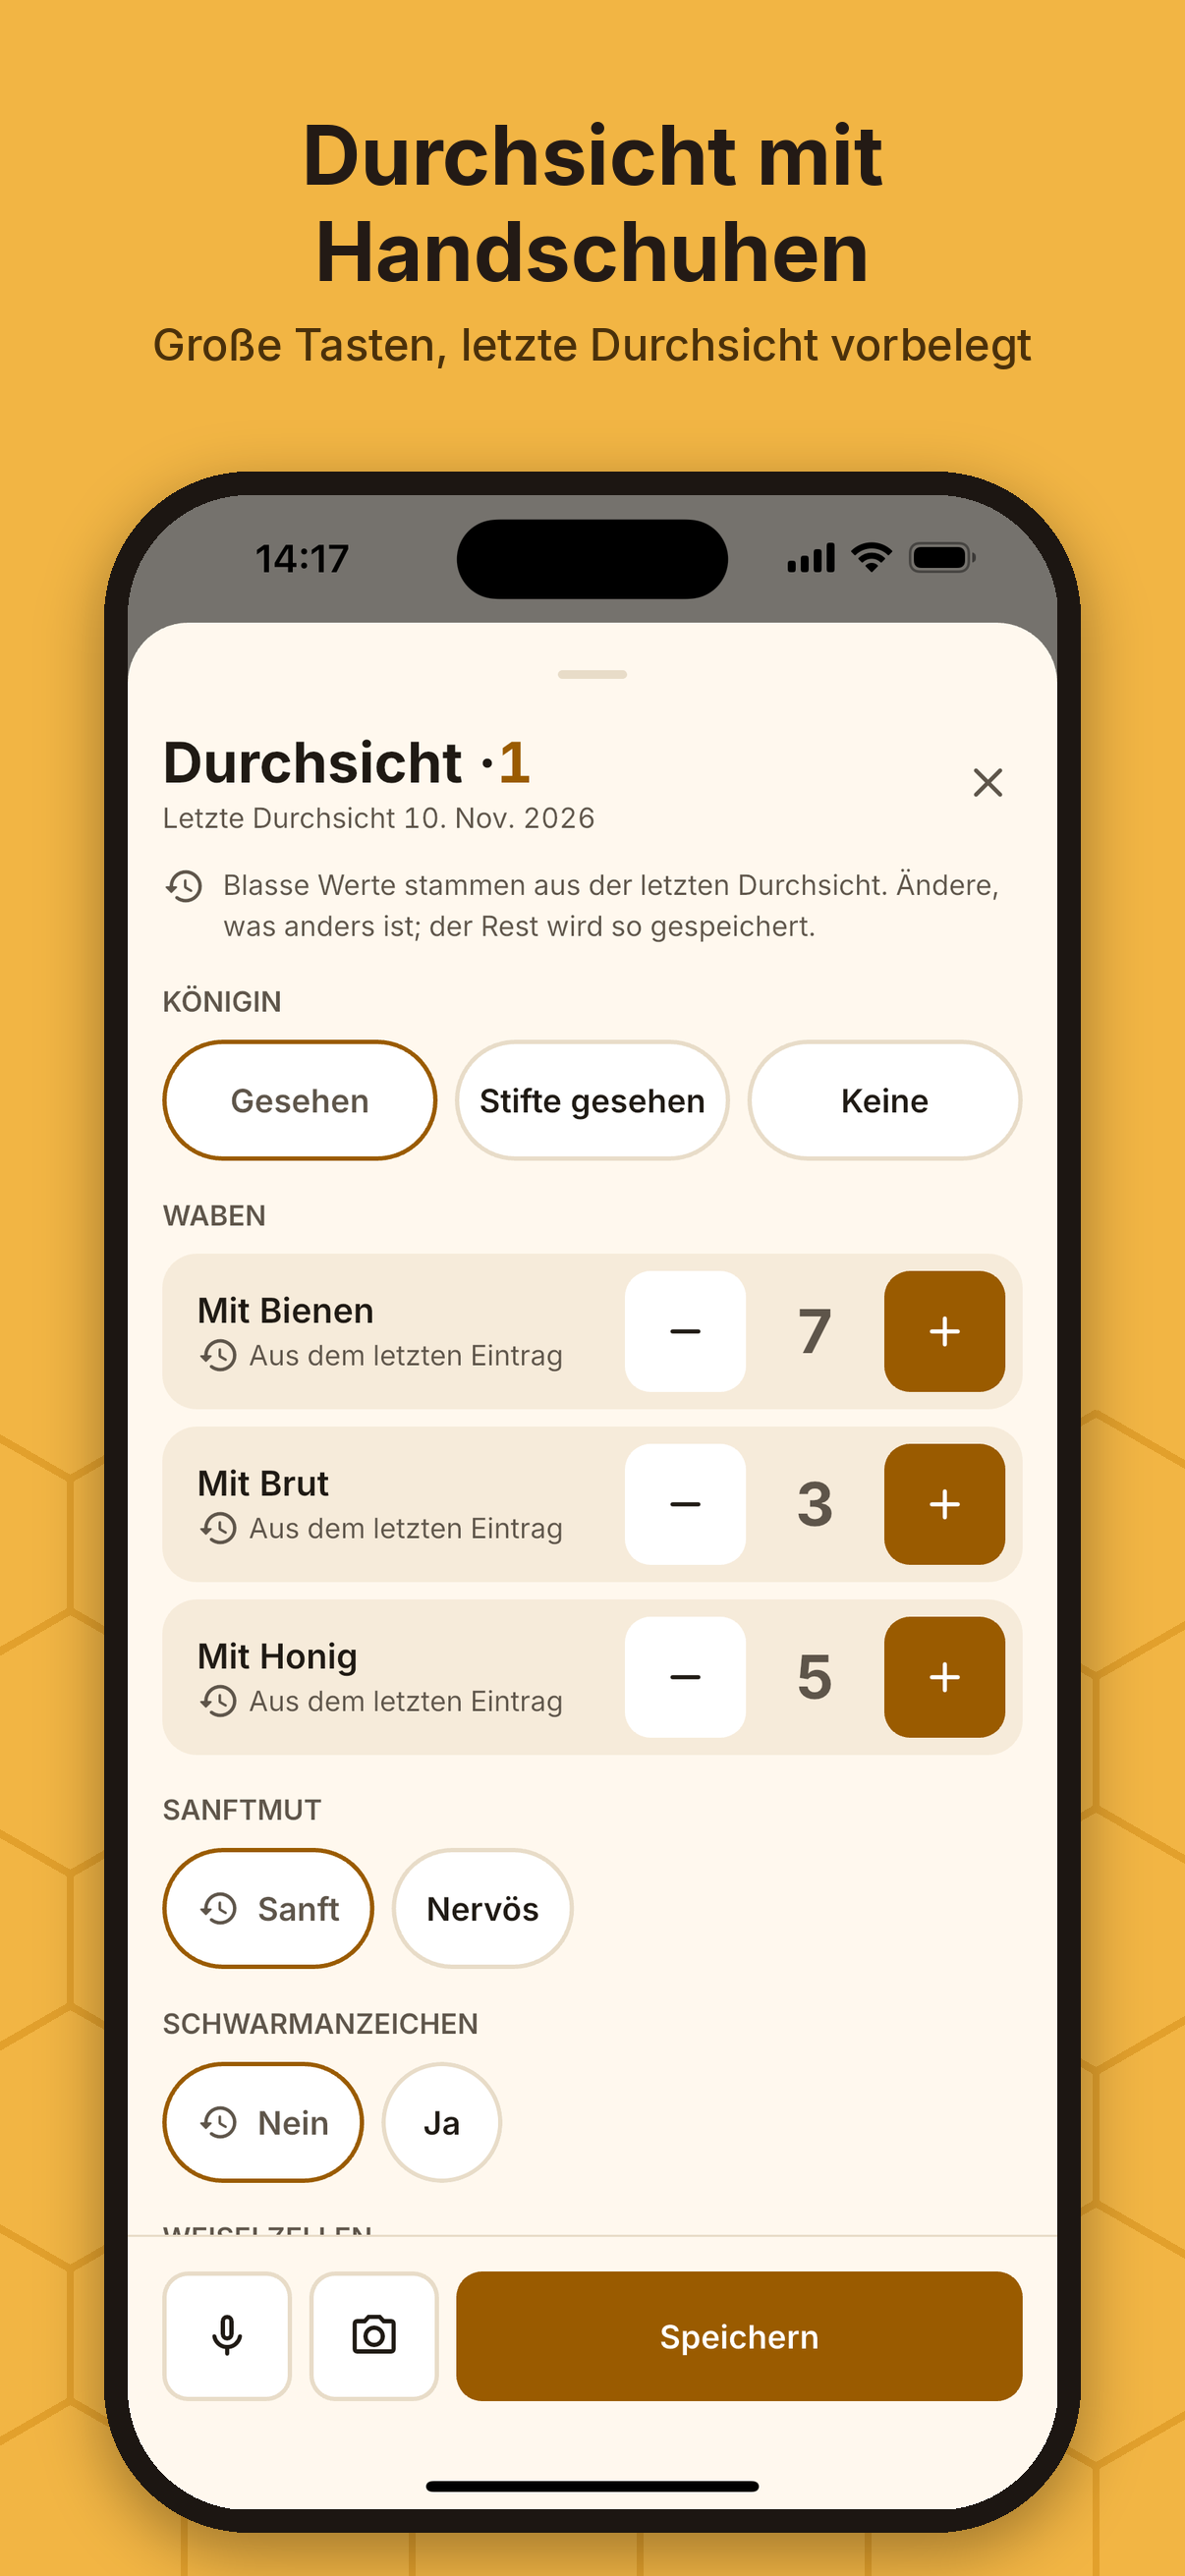 Durchsicht mit
Handschuhen
Große Tasten, letzte Durchsicht vorbelegt
14:17
Durchsicht · 1
Letzte Durchsicht 10. Nov. 2026
Blasse Werte stammen aus der letzten Durchsicht. Ändere,
was anders ist; der Rest wird so gespeichert.
KÖNIGIN
Gesehen
Stifte gesehen
Keine
WABEN
Mit Bienen
Aus dem letzten Eintrag
− 7 +
Mit Brut
Aus dem letzten Eintrag
− 3 +
Mit Honig
Aus dem letzten Eintrag
− 5 +
SANFTMUT
Sanft
Nervös
SCHWARMANZEICHEN
Nein
Ja
WEISELZELLEN
Speichern